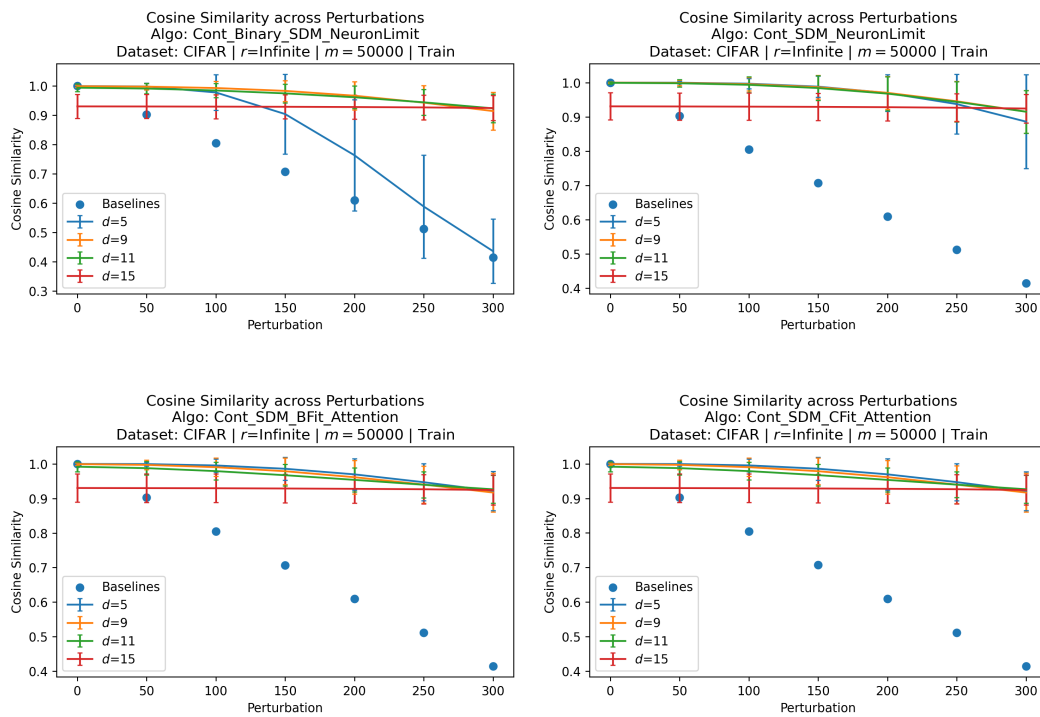 Cosine Similarity across Perturbations
Algo: Cont_Binary_SDM_NeuronLimit
Dataset: CIFAR | r=Infinite | m = 50000 | Train
Cosine Similarity
1.0
0.9
0.8
0.7
0.6
0.5
0.4
0.3
Baselines
d=5
d=9
d=11
d=15
0 50 100 150 200 250 300
Perturbation
Cosine Similarity across Perturbations
Algo: Cont_SDM_NeuronLimit
Dataset: CIFAR | r=Infinite | m = 50000 | Train
Cosine Similarity
1.0
0.9
0.8
0.7
0.6
0.5
0.4
Baselines
d=5
d=9
d=11
d=15
0 50 100 150 200 250 300
Perturbation
Cosine Similarity across Perturbations
Algo: Cont_SDM_BFit_Attention
Dataset: CIFAR | r=Infinite | m = 50000 | Train
Cosine Similarity
1.0
0.9
0.8
0.7
0.6
0.5
0.4
Baselines
d=5
d=9
d=11
d=15
0 50 100 150 200 250 300
Perturbation
Cosine Similarity across Perturbations
Algo: Cont_SDM_CFit_Attention
Dataset: CIFAR | r=Infinite | m = 50000 | Train
Cosine Similarity
1.0
0.9
0.8
0.7
0.6
0.5
0.4
Baselines
d=5
d=9
d=11
d=15
0 50 100 150 200 250 300
Perturbation